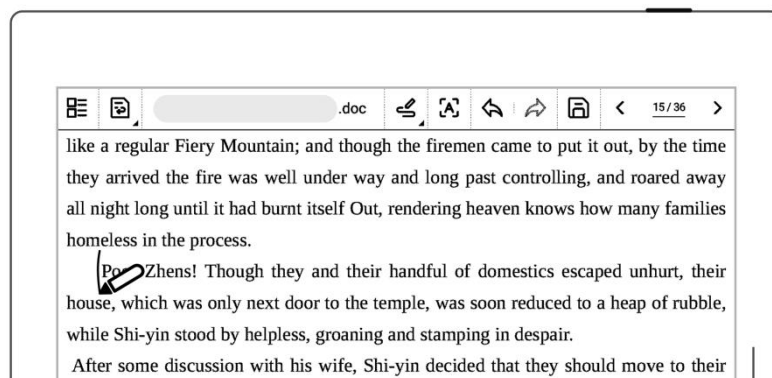 .doc
15 / 36
like a regular Fiery Mountain; and though the firemen came to put it out, by the time
they arrived the fire was well under way and long past controlling, and roared away
all night long until it had burnt itself Out, rendering heaven knows how many families
homeless in the process.
Zhens! Though they and their handful of domestics escaped unhurt, their
house, which was only next door to the temple, was soon reduced to a heap of rubble,
while Shi-yin stood by helpless, groaning and stamping in despair.
After some discussion with his wife, Shi-yin decided that they should move to their